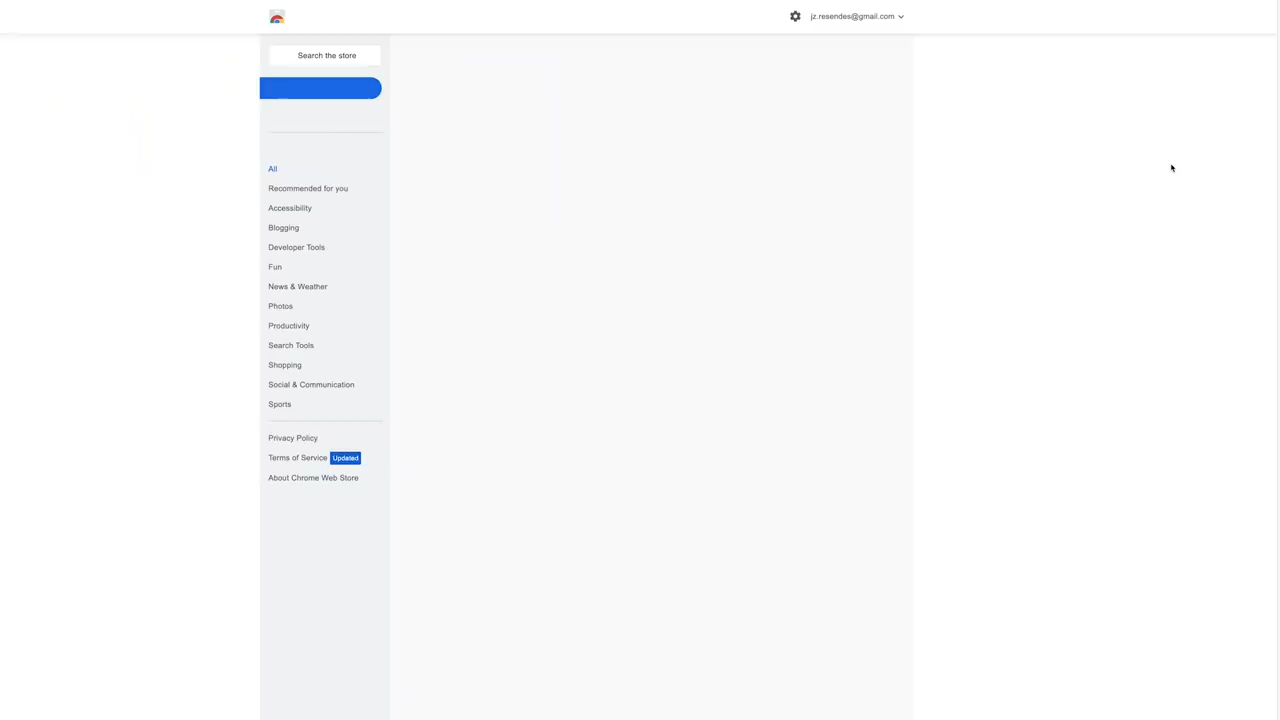 jz.resendes@gmail.com
Search the store
All
Recommended for you
Accessibility
Blogging
Developer Tools
Fun
News & Weather
Photos
Productivity
Search Tools
Shopping
Social & Communication
Sports
Privacy Policy
Terms of Service Updated
About Chrome Web Store